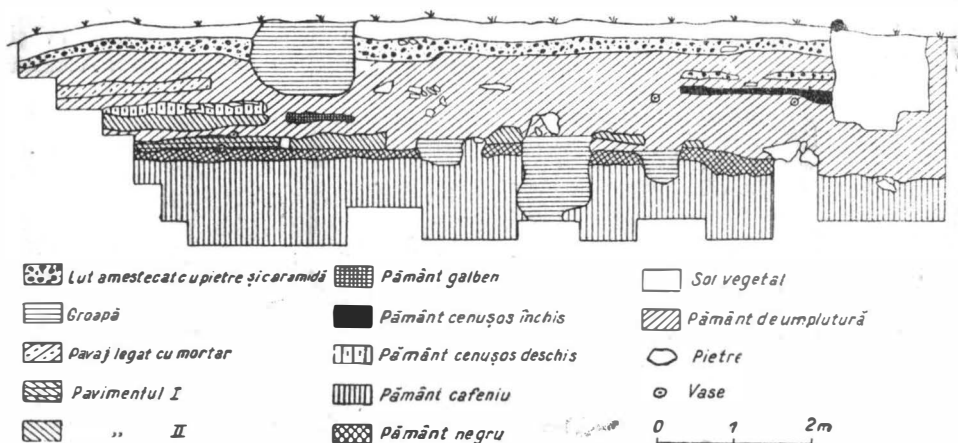 Lut amestecat cu pietre și caramidă
Groapă
Pavaj legat cu mortar
Pavimentul I
,, II
Pământ galben
Pământ cenușos închis
Pământ cenușos deschis
Pământ cafeniu
Pământ negru
Sol vegetal
Pământ de umplutură
Pietre
Vase
0 1 2m